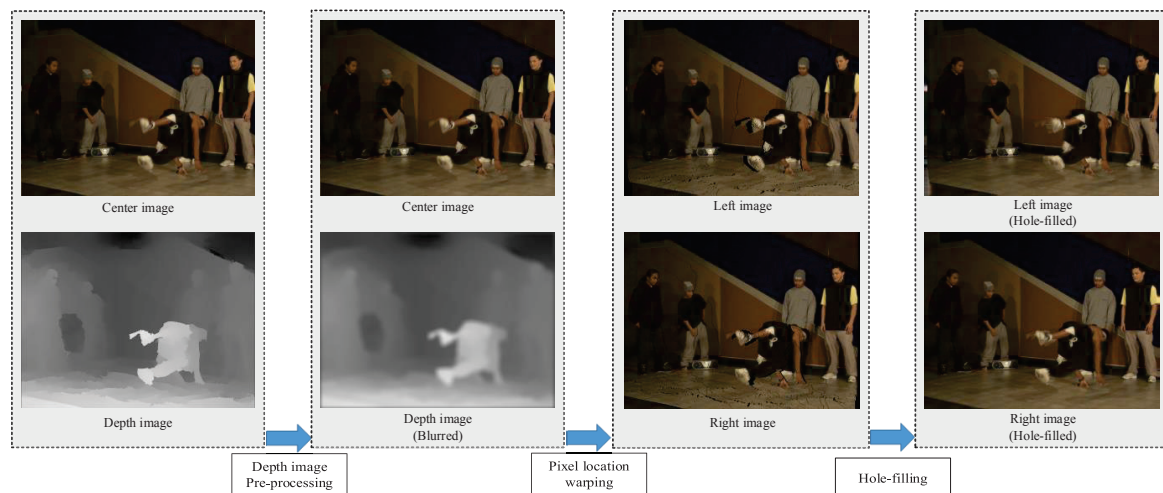 Center image
Depth image
Center image
Depth image
(Blurred)
Left image
Right image
Left image
(Hole-filled)
Right image
(Hole-filled)
Depth image
Pre-processing
Pixel location
warping
Hole-filling